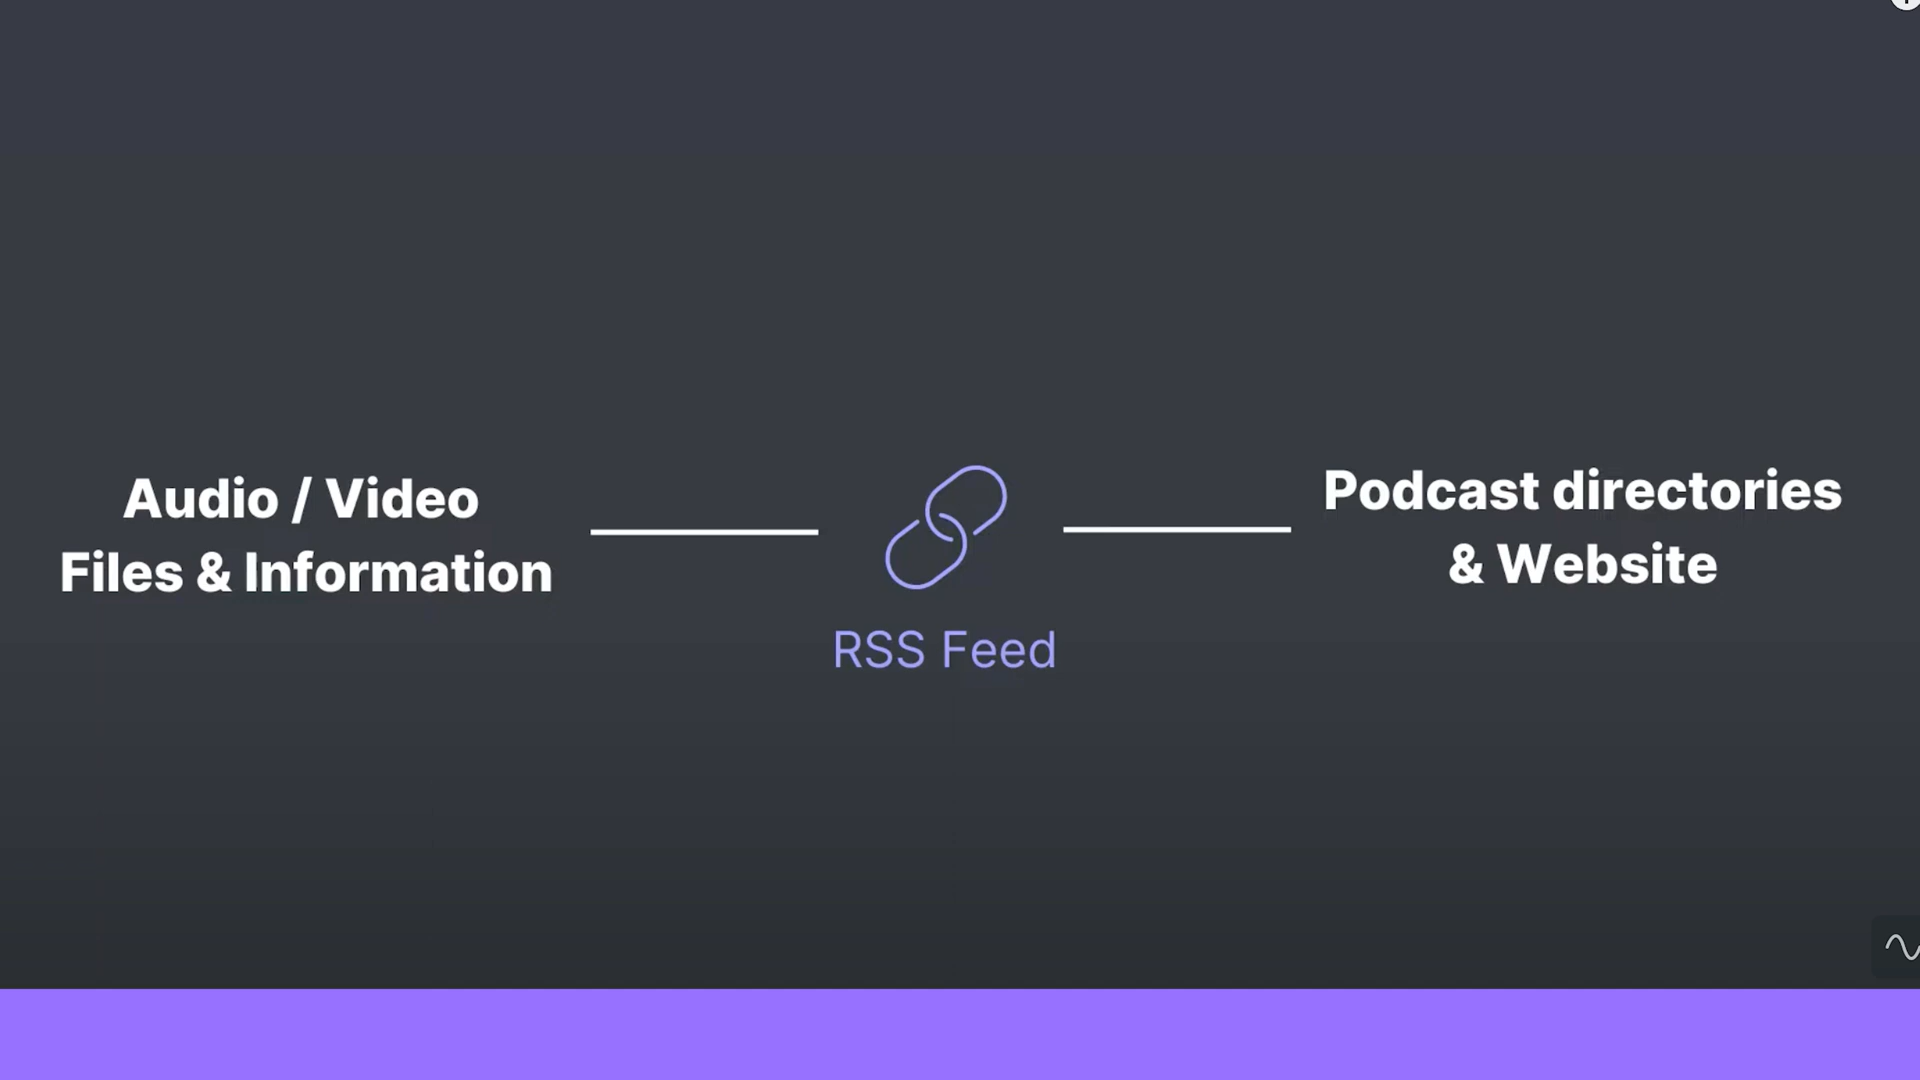 Audio / Video
Files & Information
RSS Feed
Podcast directories
& Website